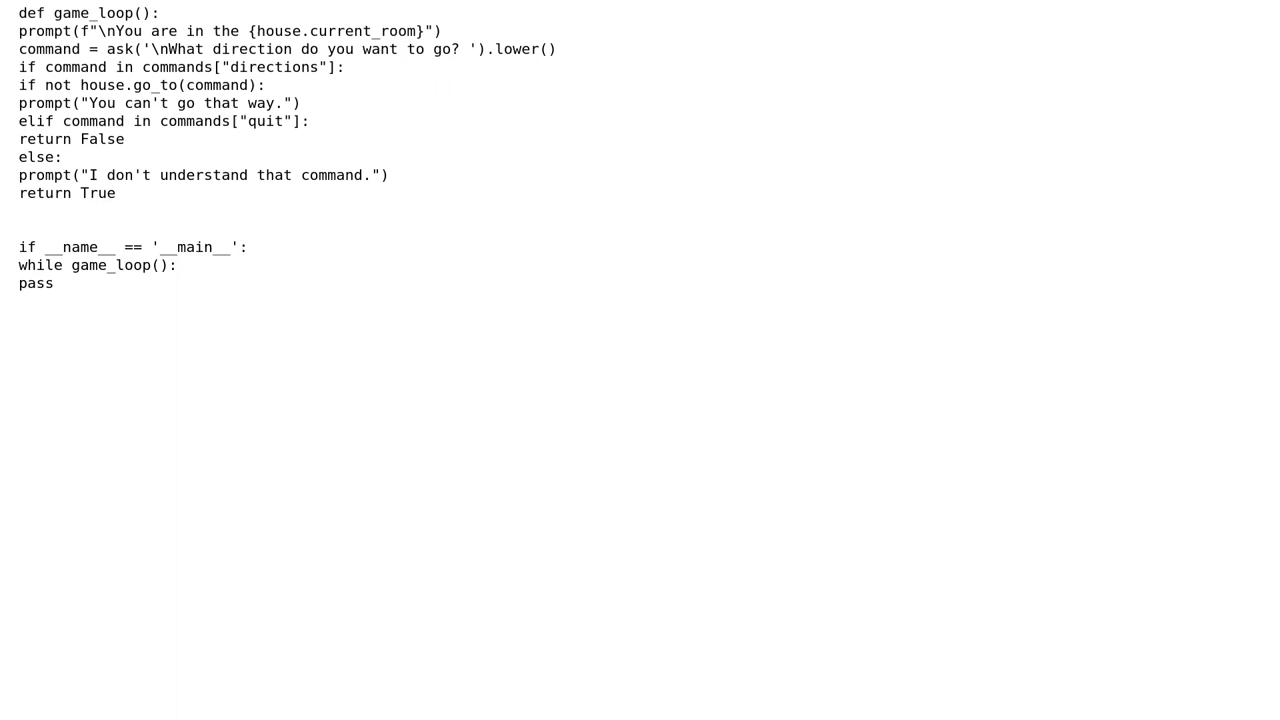 def game_loop():
prompt(f"\nYou are in the {house.current_room}")
command = ask('\nWhat direction do you want to go? ').lower()
if command in commands["directions"]:
if not house.go_to(command):
prompt("You can't go that way.")
elif command in commands["quit"]:
return False
else:
prompt("I don't understand that command.")
return True
if __name__ == '__main__':
while game_loop():
pass